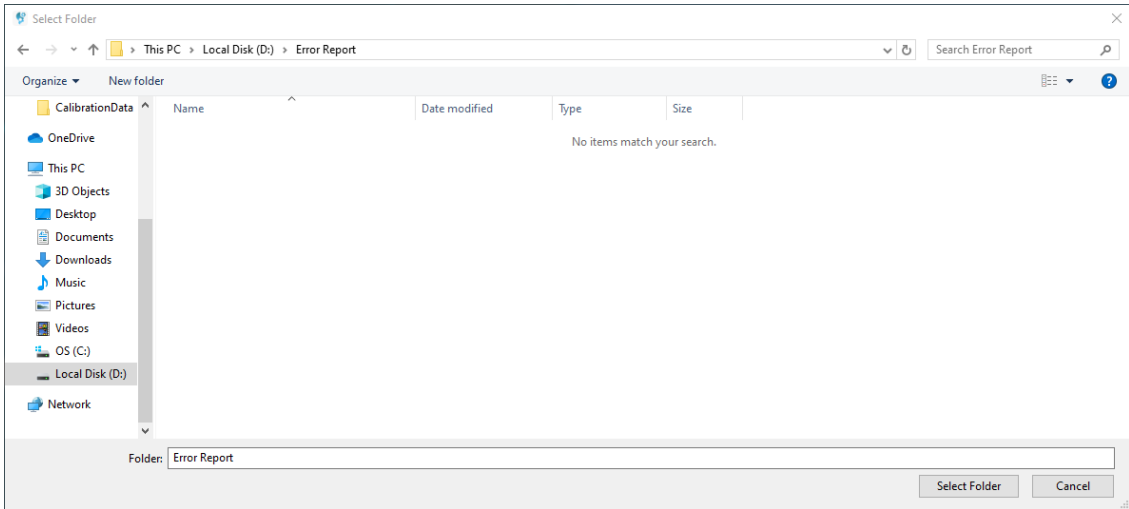 Select Folder
This PC > Local Disk (D:) > Error Report
Search Error Report
Organize
New folder
CalibrationData
Name
Date modified
Type
Size
OneDrive
No items match your search.
This PC
3D Objects
Desktop
Documents
Downloads
Music
Pictures
Videos
OS (C:)
Local Disk (D:)
Network
Folder: Error Report
Select Folder
Cancel